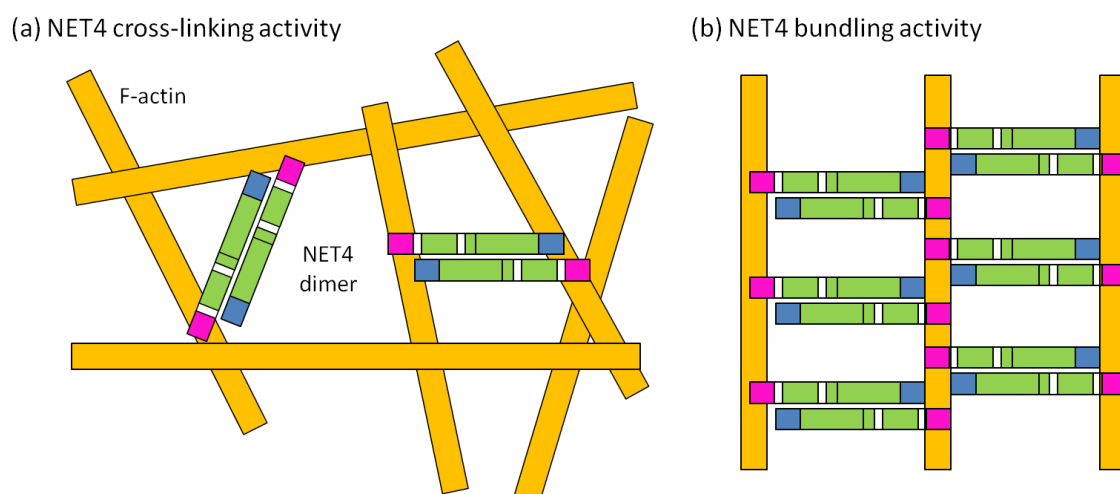 (a) NET4 cross-linking activity
F-actin
NET4
dimer
(b) NET4 bundling activity